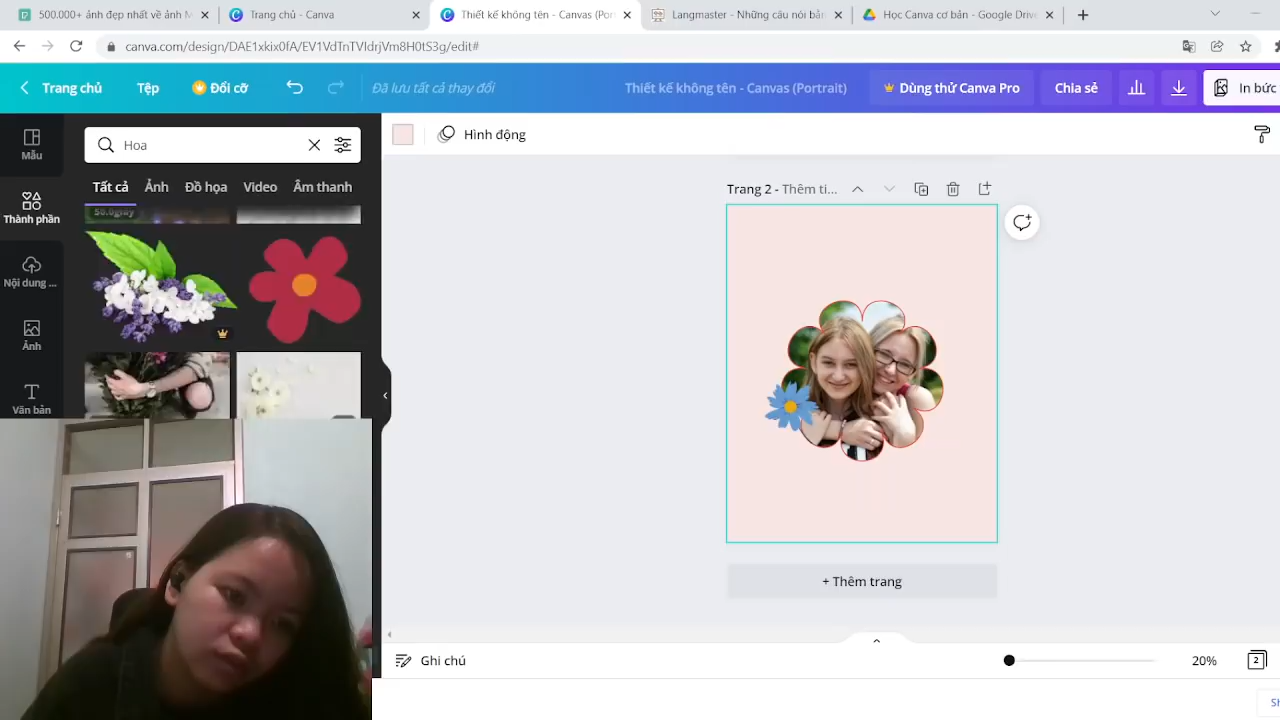 500.000+ ảnh đẹp nhất về ảnh M
Trang chủ - Canva
Thiết kế không tên - Canvas (Por
Langmaster - Những câu nói bằn
Học Canva cơ bản - Google Drive
canva.com/design/DAE1xkix0fA/EV1VdTnTVIdrjVm8H0tS3g/edit#
Trang chủ
Tệp
Đổi cỡ
Đã lưu tất cả thay đổi
Thiết kế không tên - Canvas (Portrait)
Dùng thử Canva Pro
Chia sẻ
In bức
Mẫu
Hoa
Hình động
Tất cả
Ảnh
Đồ họa
Video
Âm thanh
Thành phần
50.0giây
Trang 2 - Thêm ti...
Nội dung ...
Ảnh
Văn bản
+ Thêm trang
Ghi chú
20%
2